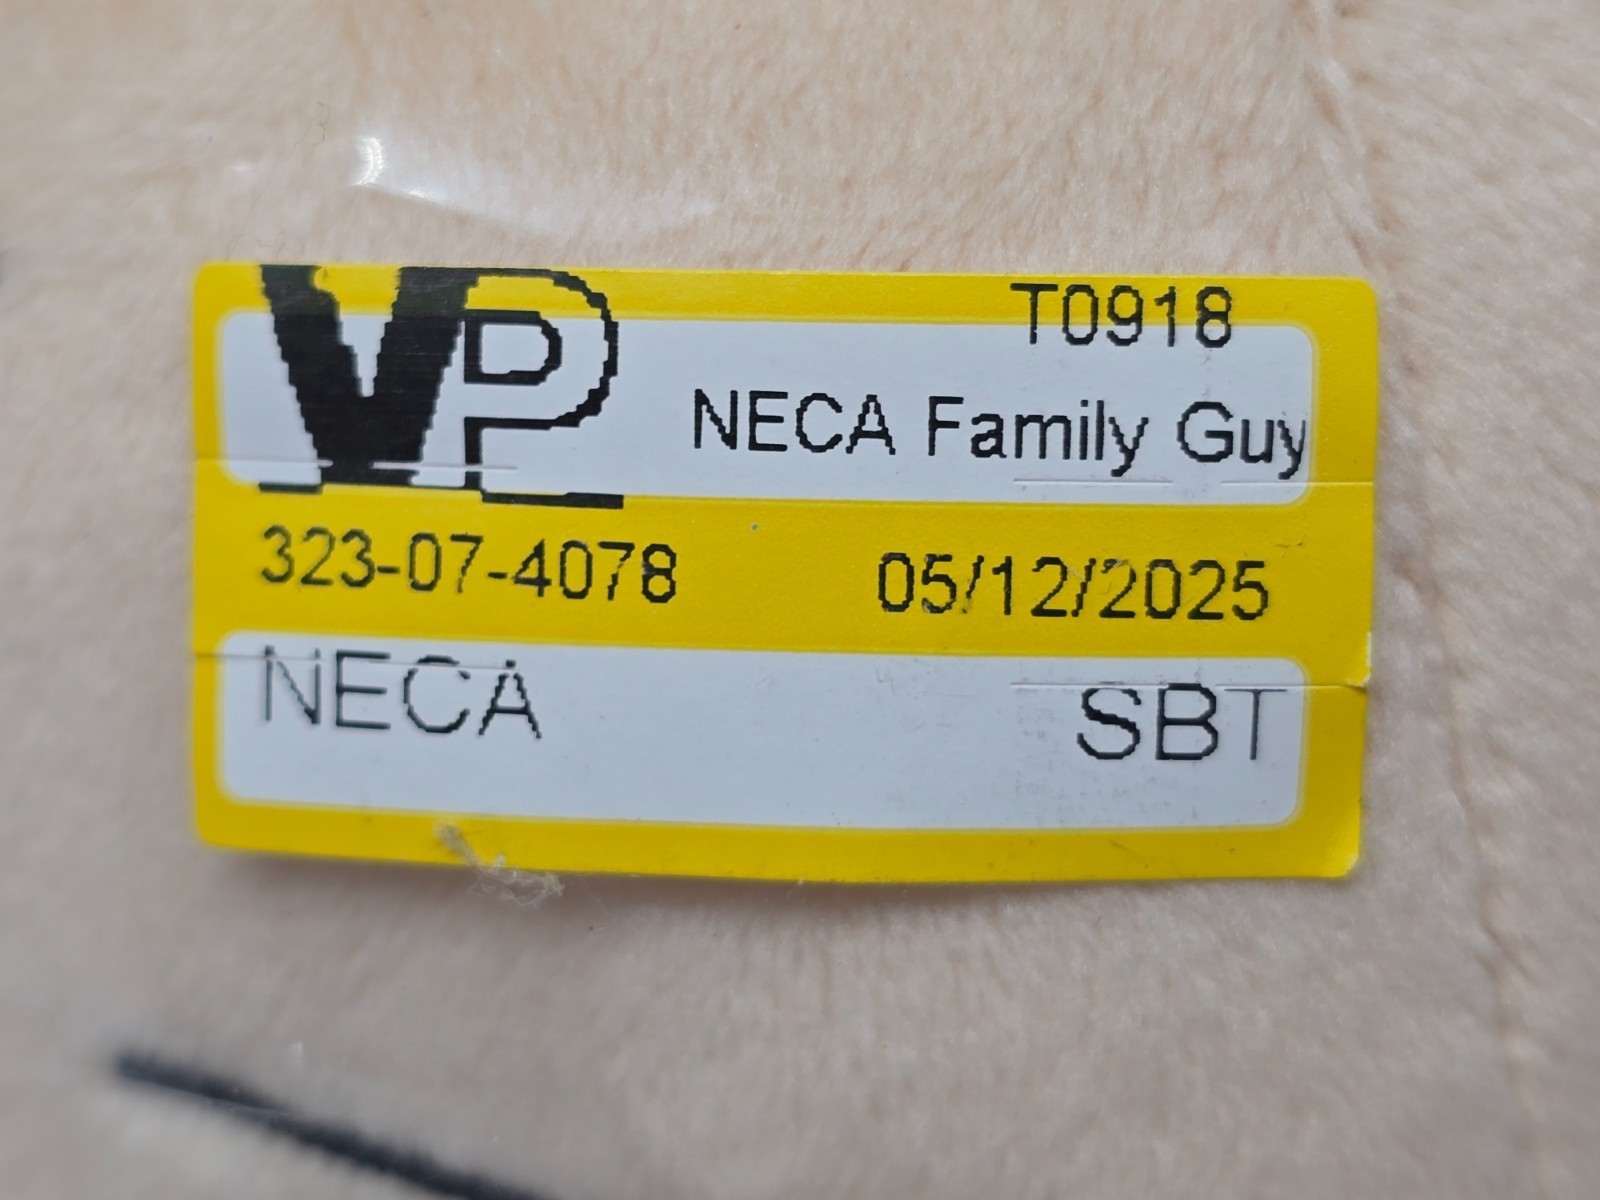 VP
T0918
NECA Family Guy
323-07-4078 05/12/2025
NECA SBT